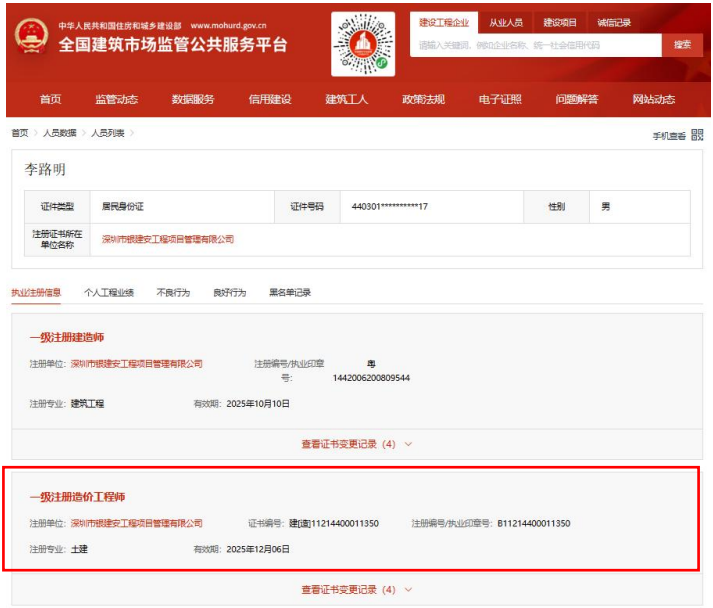 中华人民共和国住房和城乡建设部 www.mohurd.gov.cn
全国建筑市场监管公共服务平台
建设工程企业 从业人员 建设项目 诚信记录
请输入关键词，例如企业名称、统一社会信用代码 搜索
首页 监管动态 数据服务 信用建设 建筑工人 政策法规 电子证照 问题解答 网站动态
首页 > 人员数据 > 人员列表 >
手机查看
李路明
证件类型 居民身份证 证件号码 440301**********17 性别 男
注册证书所在单位名称 深圳市银建安工程项目管理有限公司
执业注册信息 个人工程业绩 不良行为 良好行为 黑名单记录
一级注册建造师
注册单位：深圳市银建安工程项目管理有限公司 注册编号/执业印章号：粤1442006200809544
注册专业：建筑工程 有效期：2025年10月10日
查看证书变更记录（4）
一级注册造价工程师
注册单位：深圳市银建安工程项目管理有限公司 证书编号：建[造]11214400011350 注册编号/执业印章号：B11214400011350
注册专业：土建 有效期：2025年12月06日
查看证书变更记录（4）